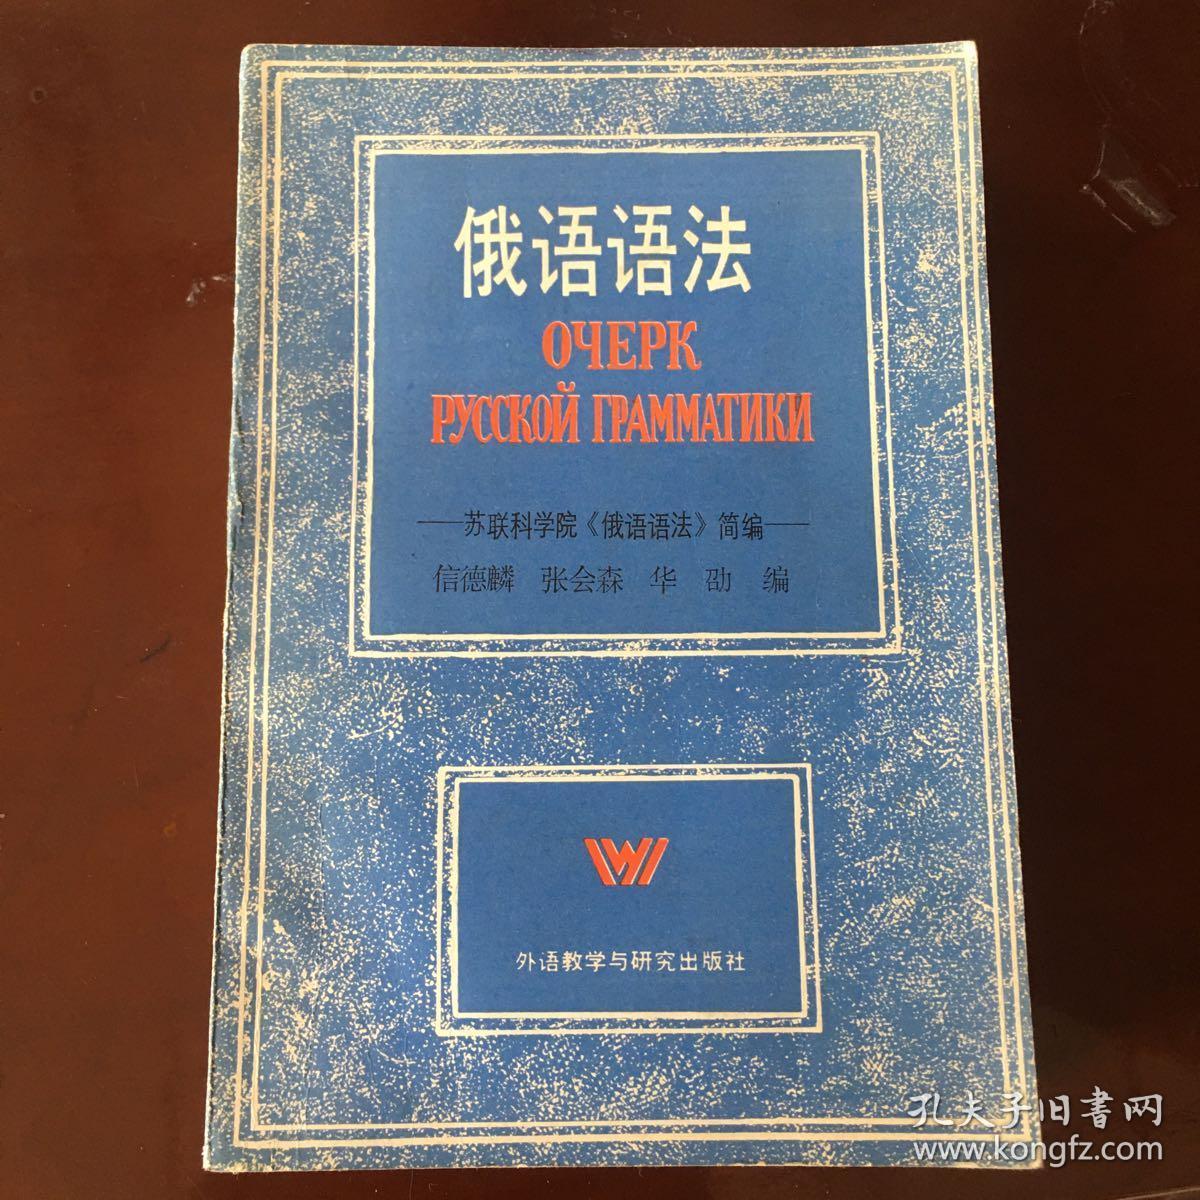 俄语语法
ОЧЕРК
РУССКОЙ ГРАММАТИКИ
——苏联科学院《俄语语法》简编——
信德麟 张会森 华劭 编
外语教学与研究出版社
孔夫子旧書网
www.kongfz.com